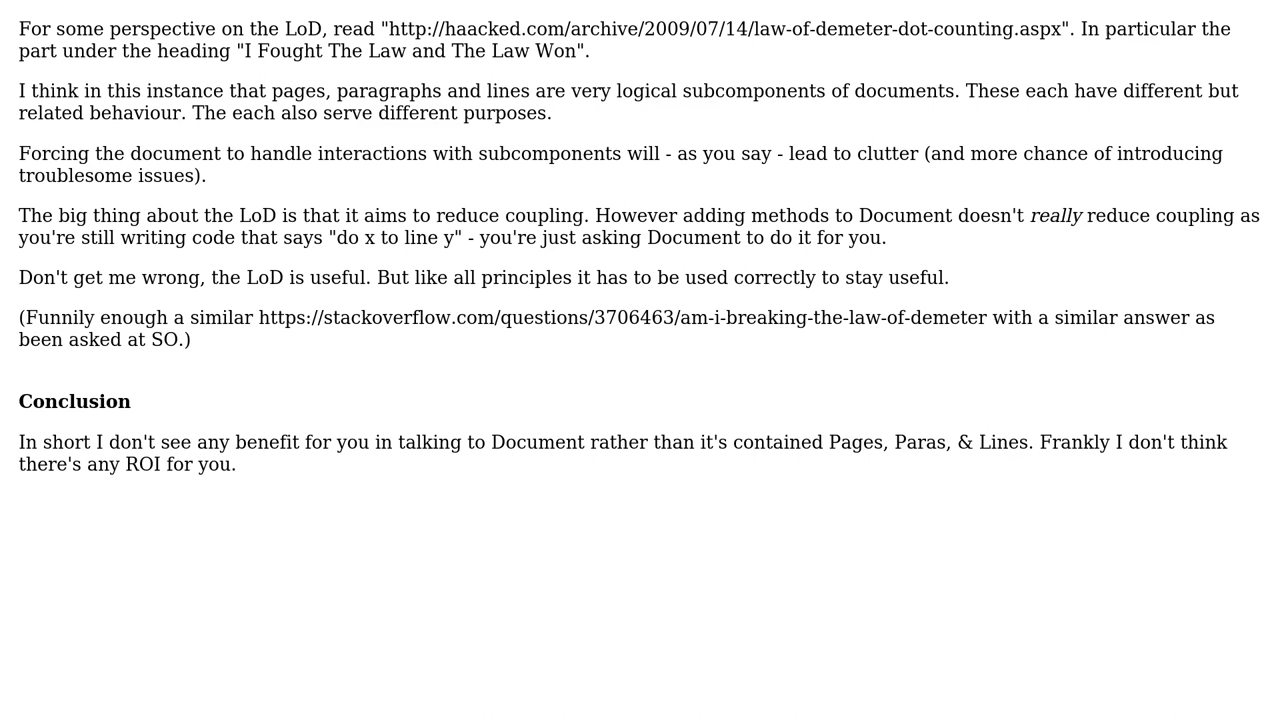 For some perspective on the LoD, read "http://haacked.com/archive/2009/07/14/law-of-demeter-dot-counting.aspx". In particular the
part under the heading "I Fought The Law and The Law Won".
I think in this instance that pages, paragraphs and lines are very logical subcomponents of documents. These each have different but
related behaviour. The each also serve different purposes.
Forcing the document to handle interactions with subcomponents will - as you say - lead to clutter (and more chance of introducing
troublesome issues).
The big thing about the LoD is that it aims to reduce coupling. However adding methods to Document doesn't really reduce coupling as
you're still writing code that says "do x to line y" - you're just asking Document to do it for you.
Don't get me wrong, the LoD is useful. But like all principles it has to be used correctly to stay useful.
(Funnily enough a similar https://stackoverflow.com/questions/3706463/am-i-breaking-the-law-of-demeter with a similar answer as
been asked at SO.)
Conclusion
In short I don't see any benefit for you in talking to Document rather than it's contained Pages, Paras, & Lines. Frankly I don't think
there's any ROI for you.